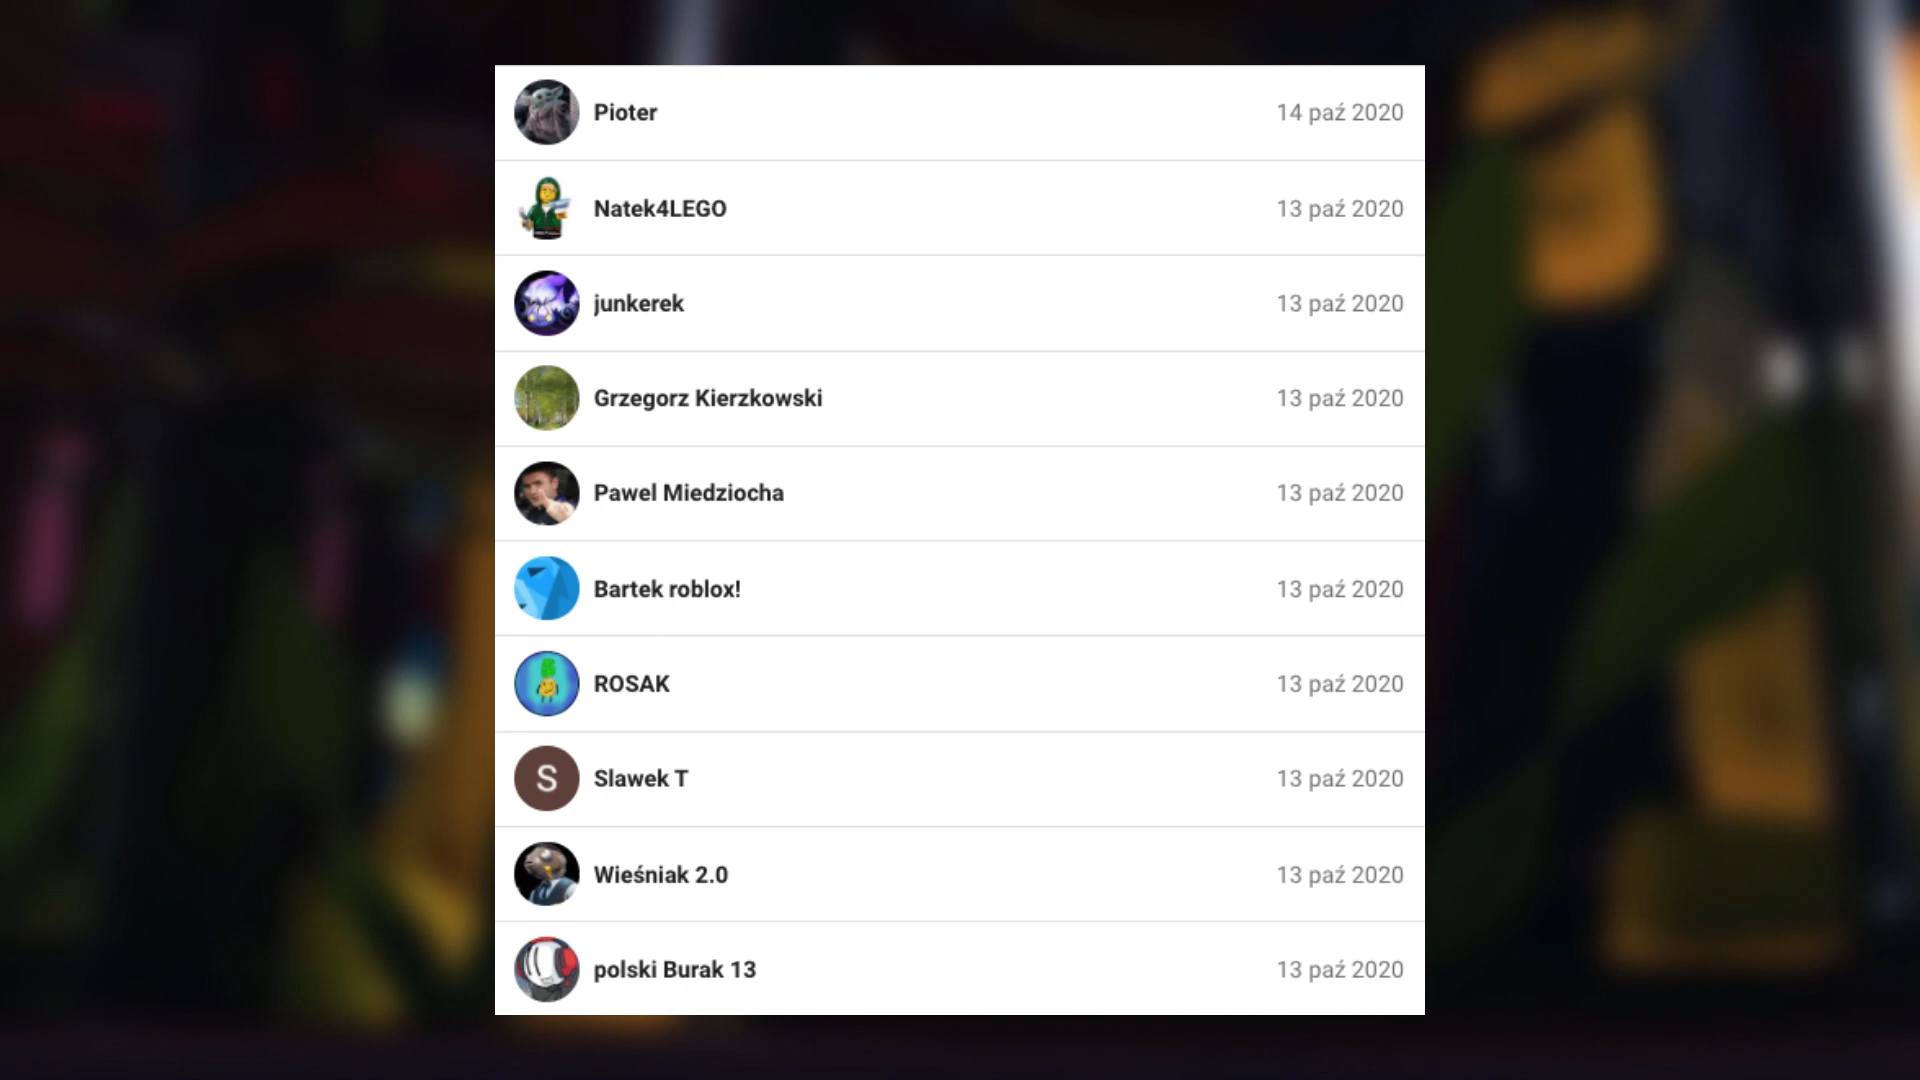 Pioter 14 paź 2020
Natek4LEGO 13 paź 2020
junkerek 13 paź 2020
Grzegorz Kierzkowski 13 paź 2020
Pawel Miedziocha 13 paź 2020
Bartek roblox! 13 paź 2020
ROSAK 13 paź 2020
S Slawek T 13 paź 2020
Wieśniak 2.0 13 paź 2020
polski Burak 13 13 paź 2020